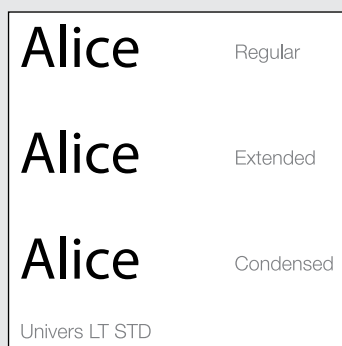 Alice Regular
Alice Extended
Alice Condensed
Univers LT STD